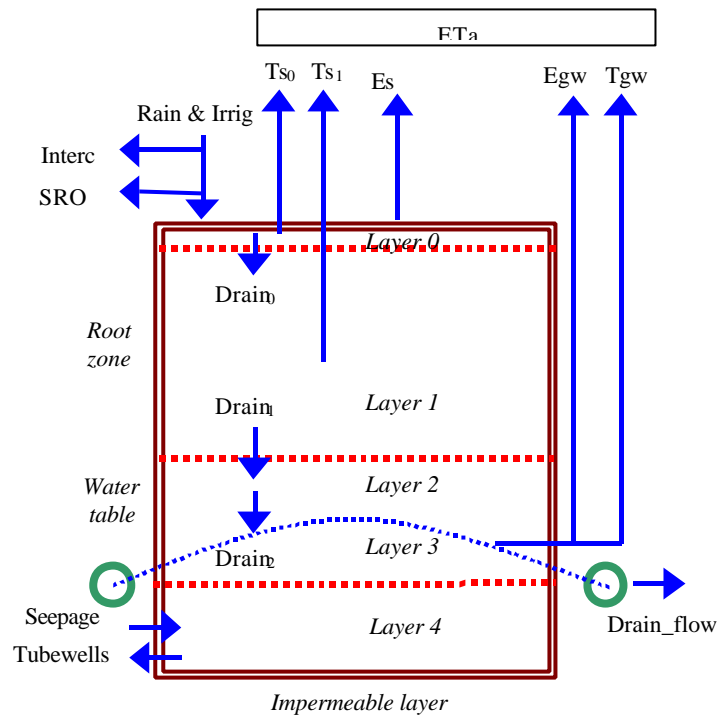 ETa
Ts0 Ts1 Es Egw Tgw
Rain & Irrig
Interc
SRO
Layer 0
Drain0
Root
zone
Drain1
Layer 1
Water
table
Layer 2
Drain2
Layer 3
Seepage
Layer 4
Drain_flow
Tubewells
Impermeable layer